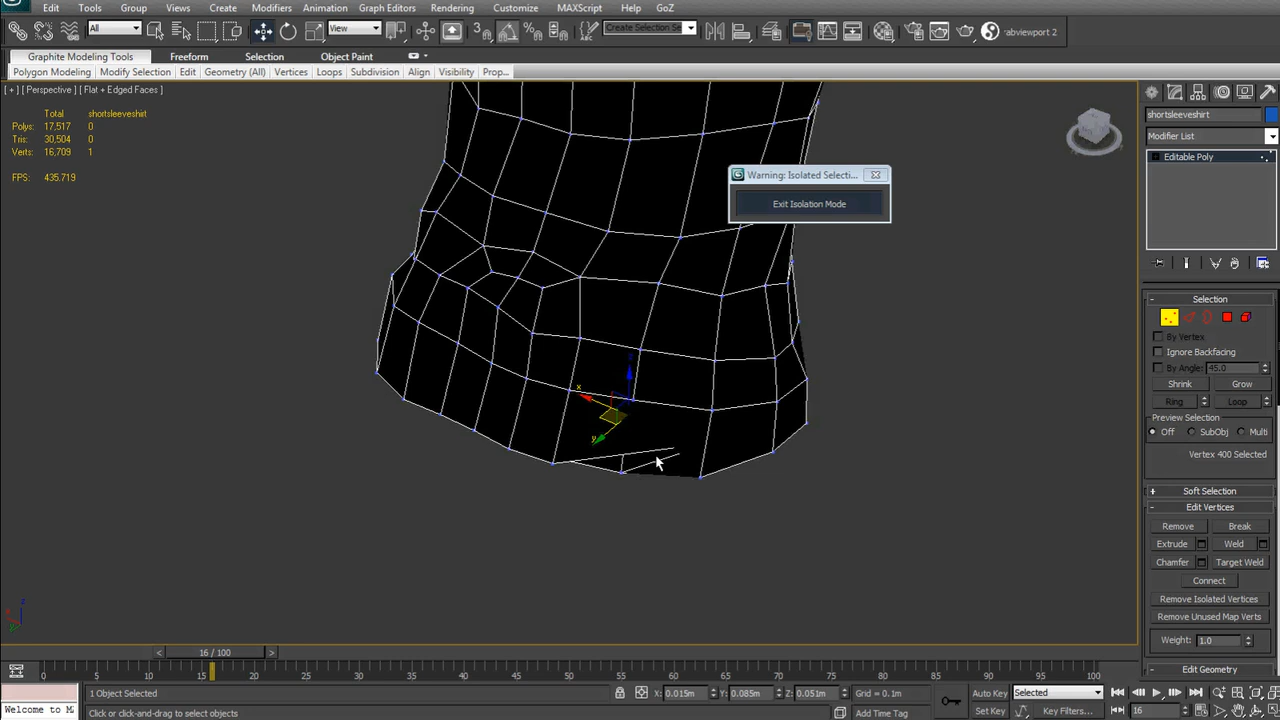 Edit Tools Group Views Create Modifiers Animation Graph Editors Rendering Customize MAXScript Help GoZ
All View 3 Create Selection Se abviewport 2
Graphite Modeling Tools Freeform Selection Object Paint
Polygon Modeling Modify Selection Edit Geometry (All) Vertices Loops Subdivision Align Visibility Prop...
[ + ] [ Perspective ] [ Flat + Edged Faces ]
Total shortsleeveshirt
Polys: 17,517 0
Tris: 30,504 0
Verts: 16,709 1
FPS: 435.719
Warning: Isolated Selecti...
Exit Isolation Mode
x
y
z
shortsleeveshirt
Modifier List
Editable Poly
Selection
By Vertex
Ignore Backfacing
By Angle: 45.0
Shrink Grow
Ring Loop
Preview Selection
Off SubObj Multi
Vertex 400 Selected
Soft Selection
Edit Vertices
Remove Break
Extrude Weld
Chamfer Target Weld
Connect
Remove Isolated Vertices
Remove Unused Map Verts
Weight: 1.0
Edit Geometry
< 16 / 100 >
0 5 10 15 20 25 30 35 40 45 50 55 60 65 70 75 80 85 90 95 100
1 Object Selected X: 0.015m Y: 0.085m Z: 0.051m Grid = 0.1m Auto Key Selected
Welcome to M Click or click-and-drag to select objects Add Time Tag Set Key Key Filters... 16